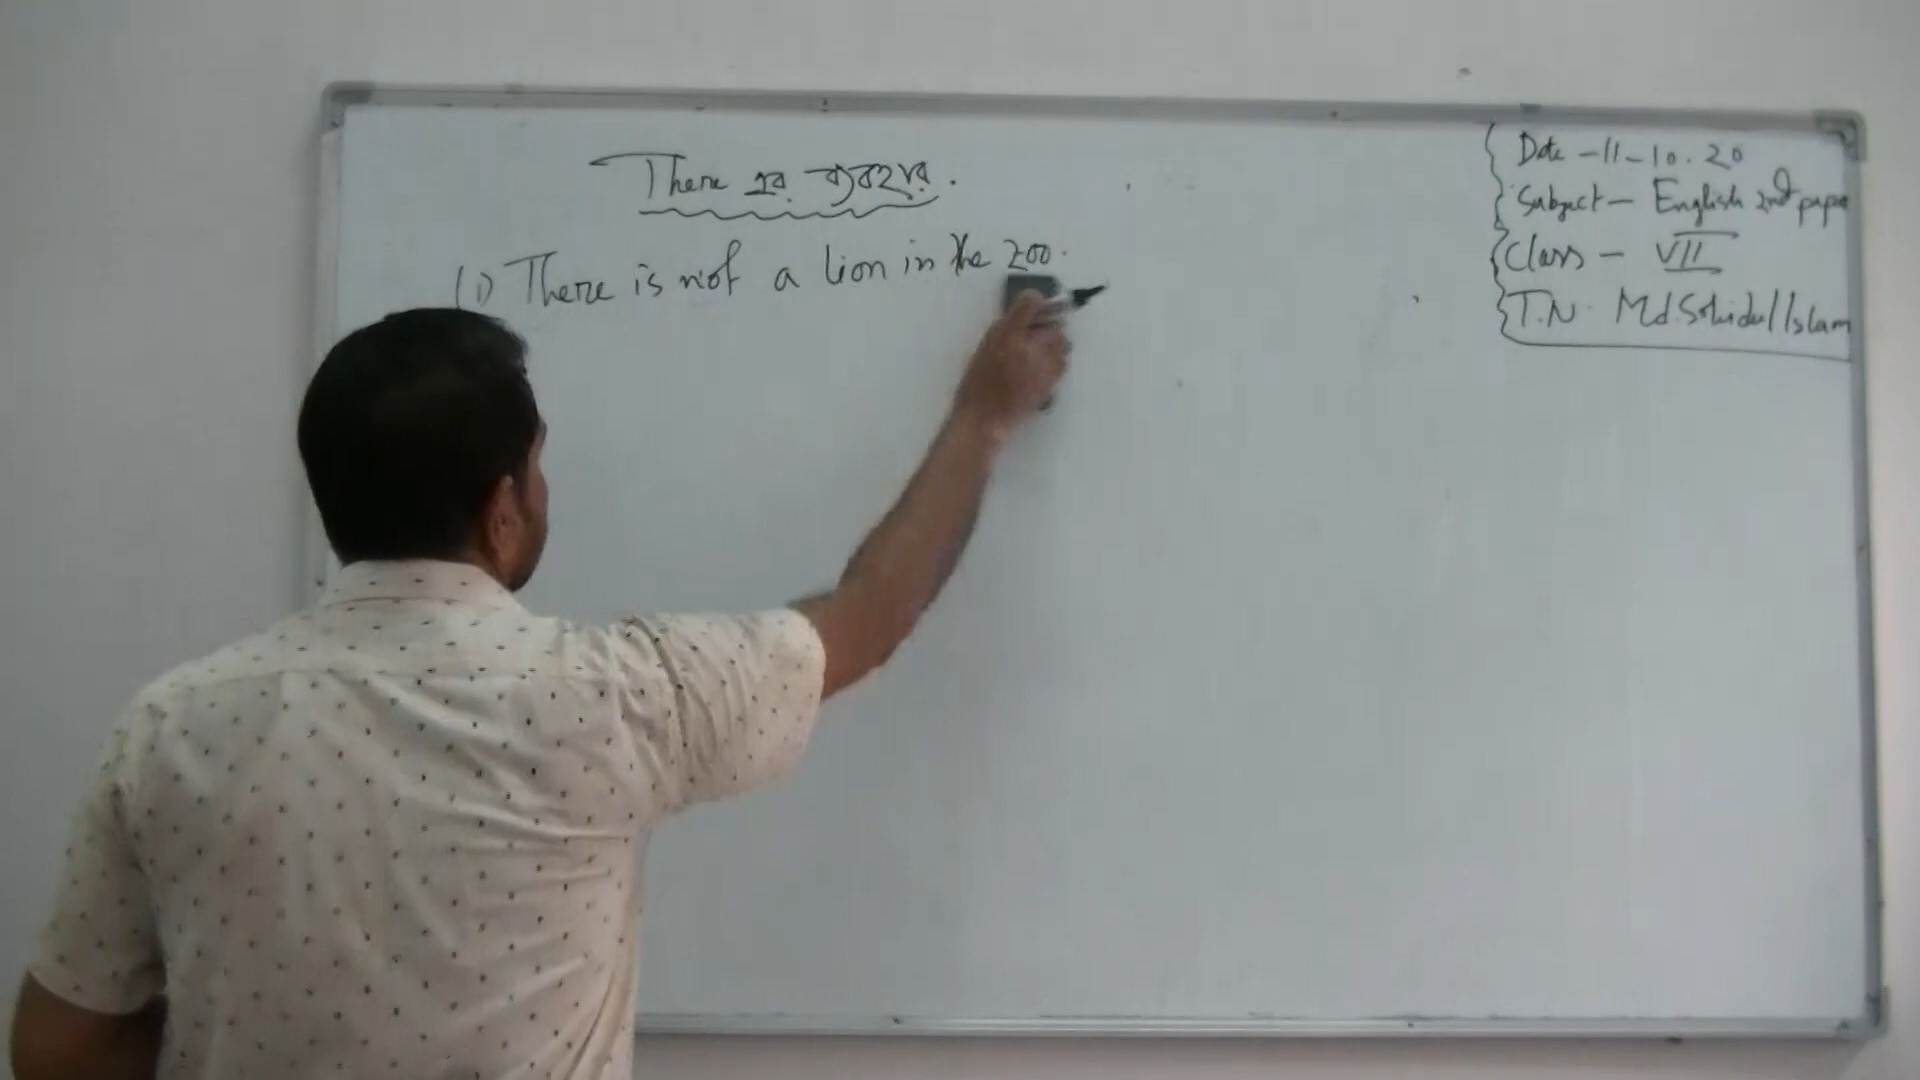 There এর ব্যবহার.
(1) There is not a lion in the zoo.
Date - 11 - 10. 20
Subject - English 2nd paper
Class - VII
T.N. Md. Sohidul Islam